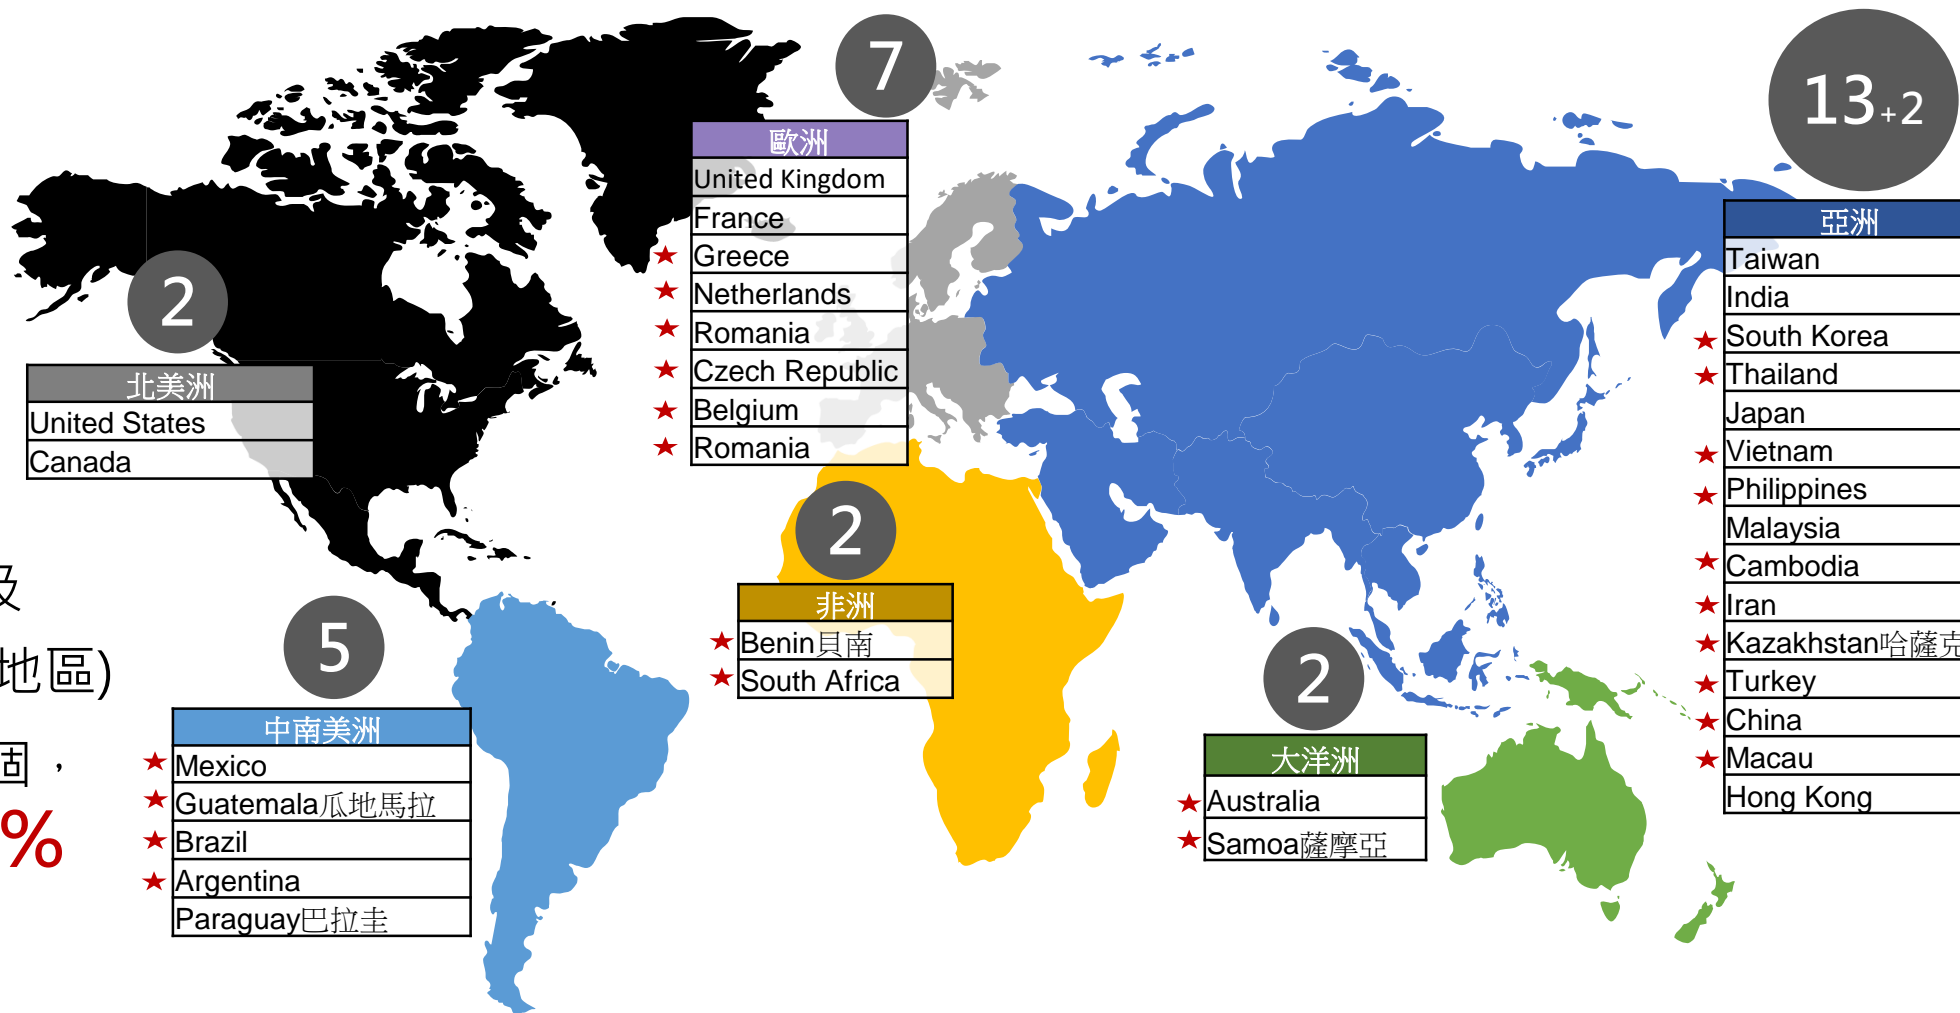 7
13+2
歐洲
United Kingdom
France
Greece
Netherlands
Romania
Czech Republic
Belgium
Romania
亞洲
Taiwan
India
South Korea
Thailand
Japan
Vietnam
Philippines
Malaysia
Cambodia
Iran
Kazakhstan哈薩克
Turkey
China
Macau
Hong Kong
2
北美洲
United States
Canada
2
非洲
Benin貝南
South Africa
及
地區)
個，
%
5
中南美洲
Mexico
Guatemala瓜地馬拉
Brazil
Argentina
Paraguay巴拉圭
2
大洋洲
Australia
Samoa薩摩亞